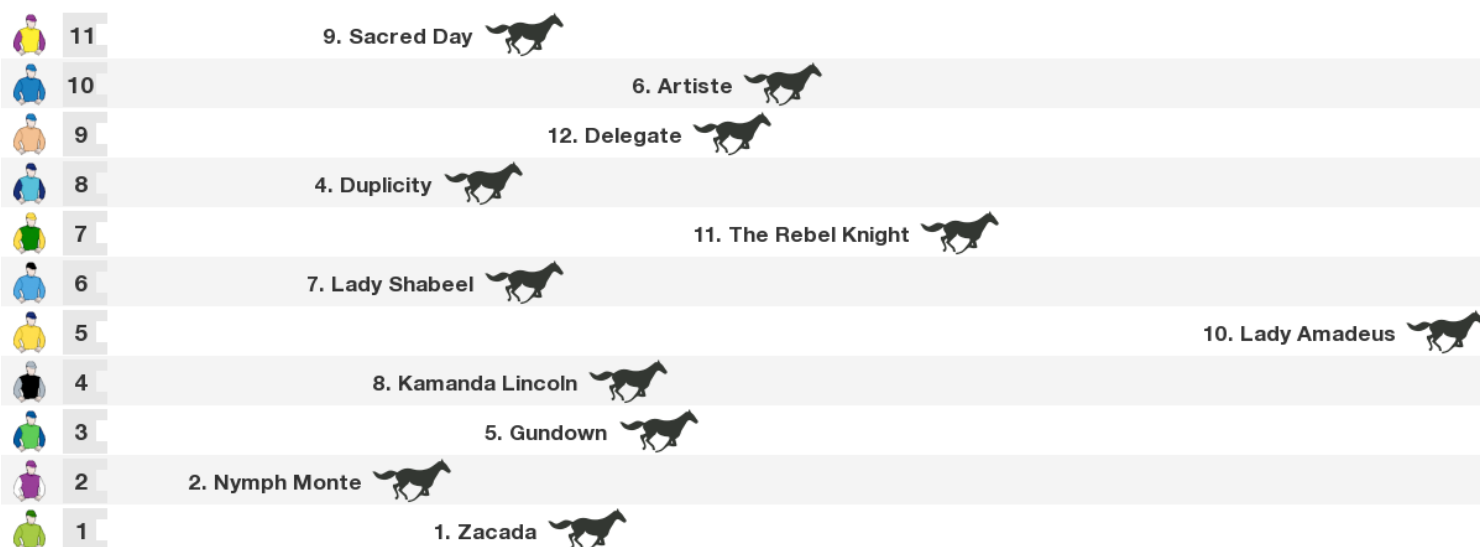 11 9. Sacred Day
10 6. Artiste
9 12. Delegate
8 4. Duplicity
7 11. The Rebel Knight
6 7. Lady Shabeel
5 10. Lady Amadeus
4 8. Kamanda Lincoln
3 5. Gundown
2 2. Nymph Monte
1 1. Zacada